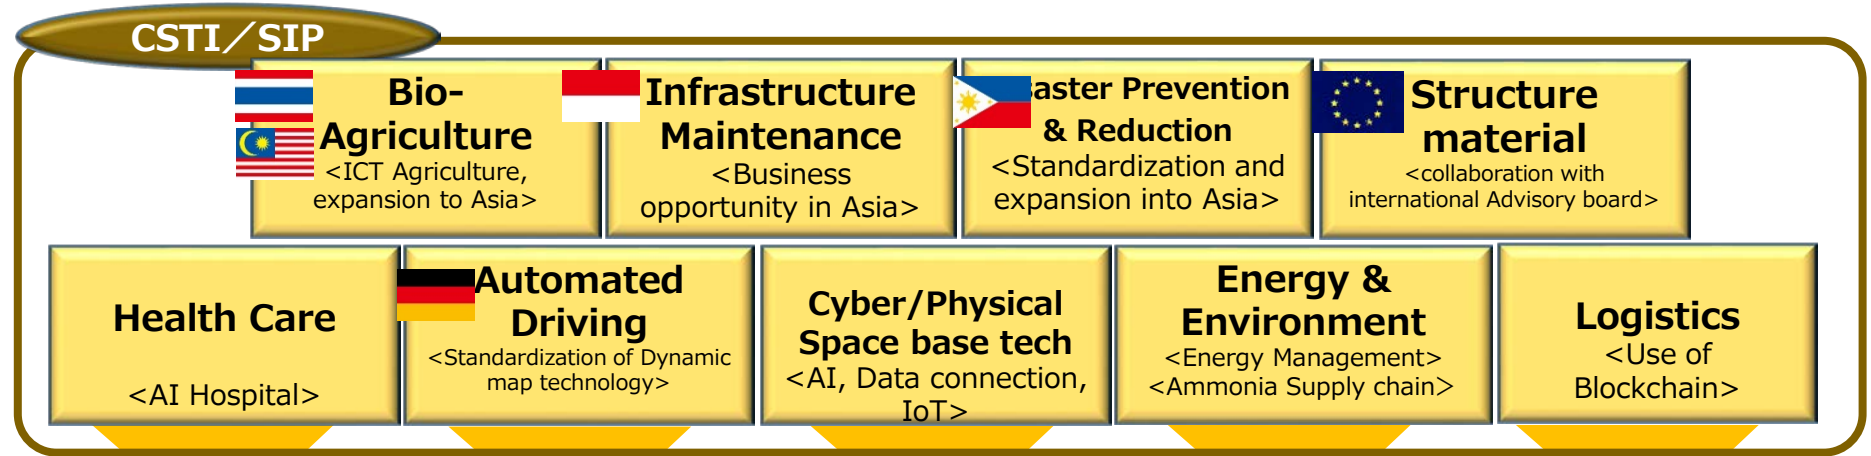 CSTI／SIP
Bio-
Agriculture
<ICT Agriculture,
expansion to Asia>
Infrastructure
Maintenance
<Business
opportunity in Asia>
saster Prevention
& Reduction
<Standardization and
expansion into Asia>
Structure
material
<collaboration with
international Advisory board>
Health Care
<AI Hospital>
Automated
Driving
<Standardization of Dynamic
map technology>
Cyber/Physical
Space base tech
<AI, Data connection,
IoT>
Energy &
Environment
<Energy Management>
<Ammonia Supply chain＞
Logistics
<Use of
Blockchain>